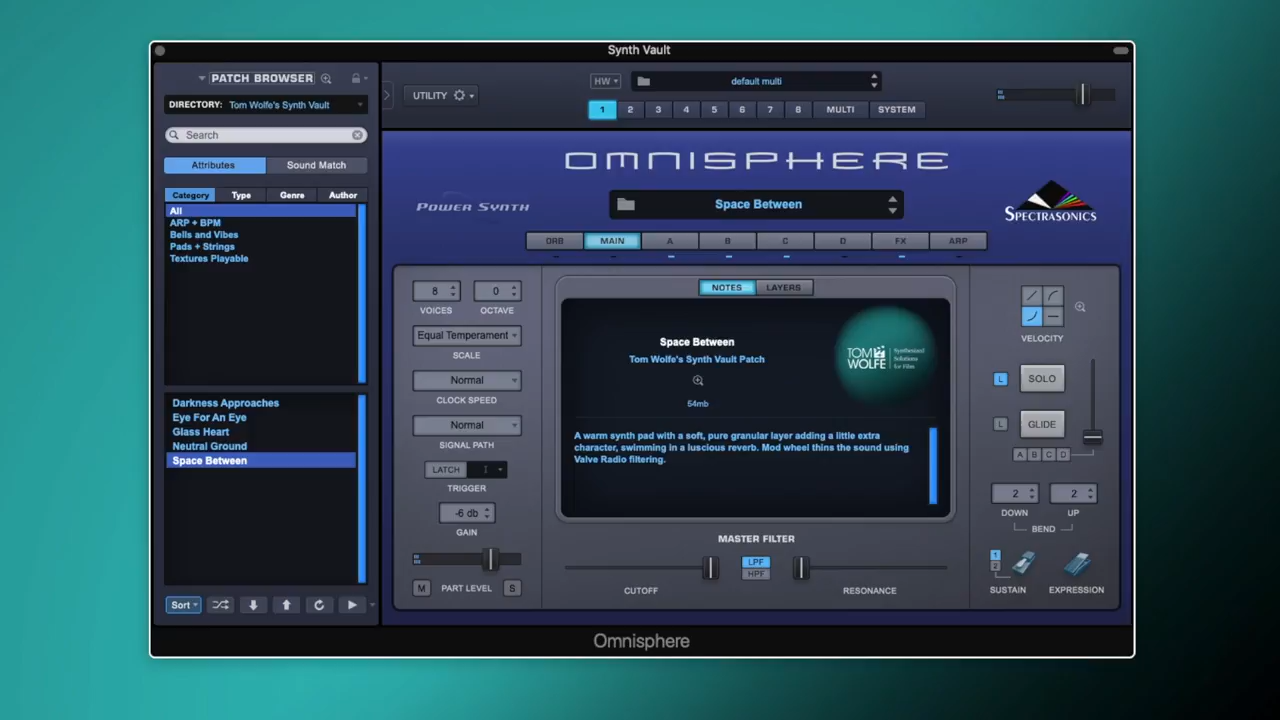 Synth Vault
PATCH BROWSER
DIRECTORY: Tom Wolfe's Synth Vault
Search
Attributes
Sound Match
Category
Type
Genre
Author
All
ARP + BPM
Bells and Vibes
Pads + Strings
Textures Playable
Darkness Approaches
Eye For An Eye
Glass Heart
Neutral Ground
Space Between
Sort
UTILITY
HW
default multi
1
2
3
4
5
6
7
8
MULTI
SYSTEM
OMNISPHERE
POWER SYNTH
Space Between
SPECTRASONICS
ORB
MAIN
A
B
C
D
FX
ARP
8
VOICES
0
OCTAVE
Equal Temperament
SCALE
Normal
CLOCK SPEED
Normal
SIGNAL PATH
LATCH
TRIGGER
-6 db
GAIN
M
PART LEVEL
S
NOTES
LAYERS
Space Between
Tom Wolfe's Synth Vault Patch
54mb
TOM
WOLFE
Synthesized
Solutions
for Film
A warm synth pad with a soft, pure granular layer adding a little extra
character, swimming in a luscious reverb. Mod wheel thins the sound using
Valve Radio filtering.
MASTER FILTER
LPF
HPF
CUTOFF
RESONANCE
VELOCITY
L
SOLO
L
GLIDE
A
B
C
D
2
DOWN
2
UP
BEND
1
2
SUSTAIN
EXPRESSION
Omnisphere